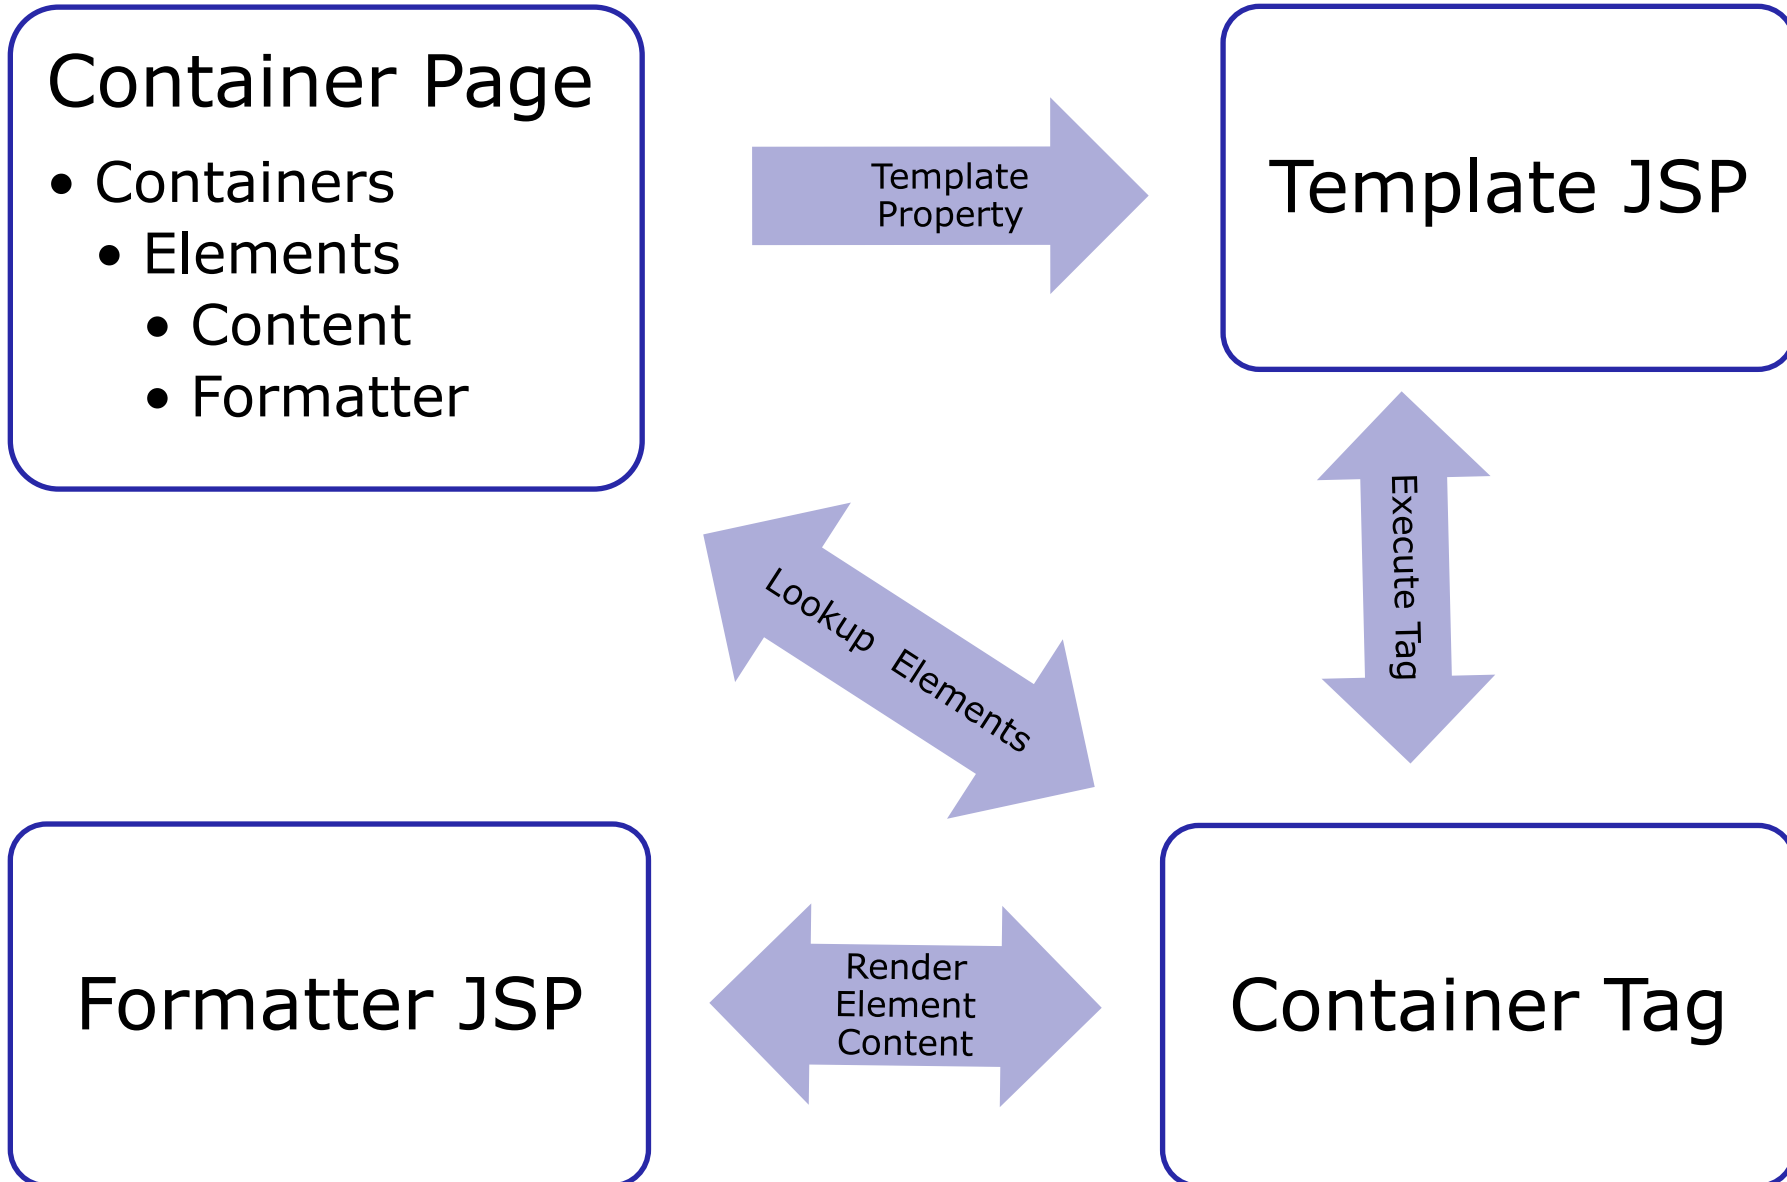 Container Page
• Containers
• Elements
• Content
• Formatter
Template
Property
Template JSP
Execute Tag
Lookup Elements
Formatter JSP
Render
Element
Content
Container Tag